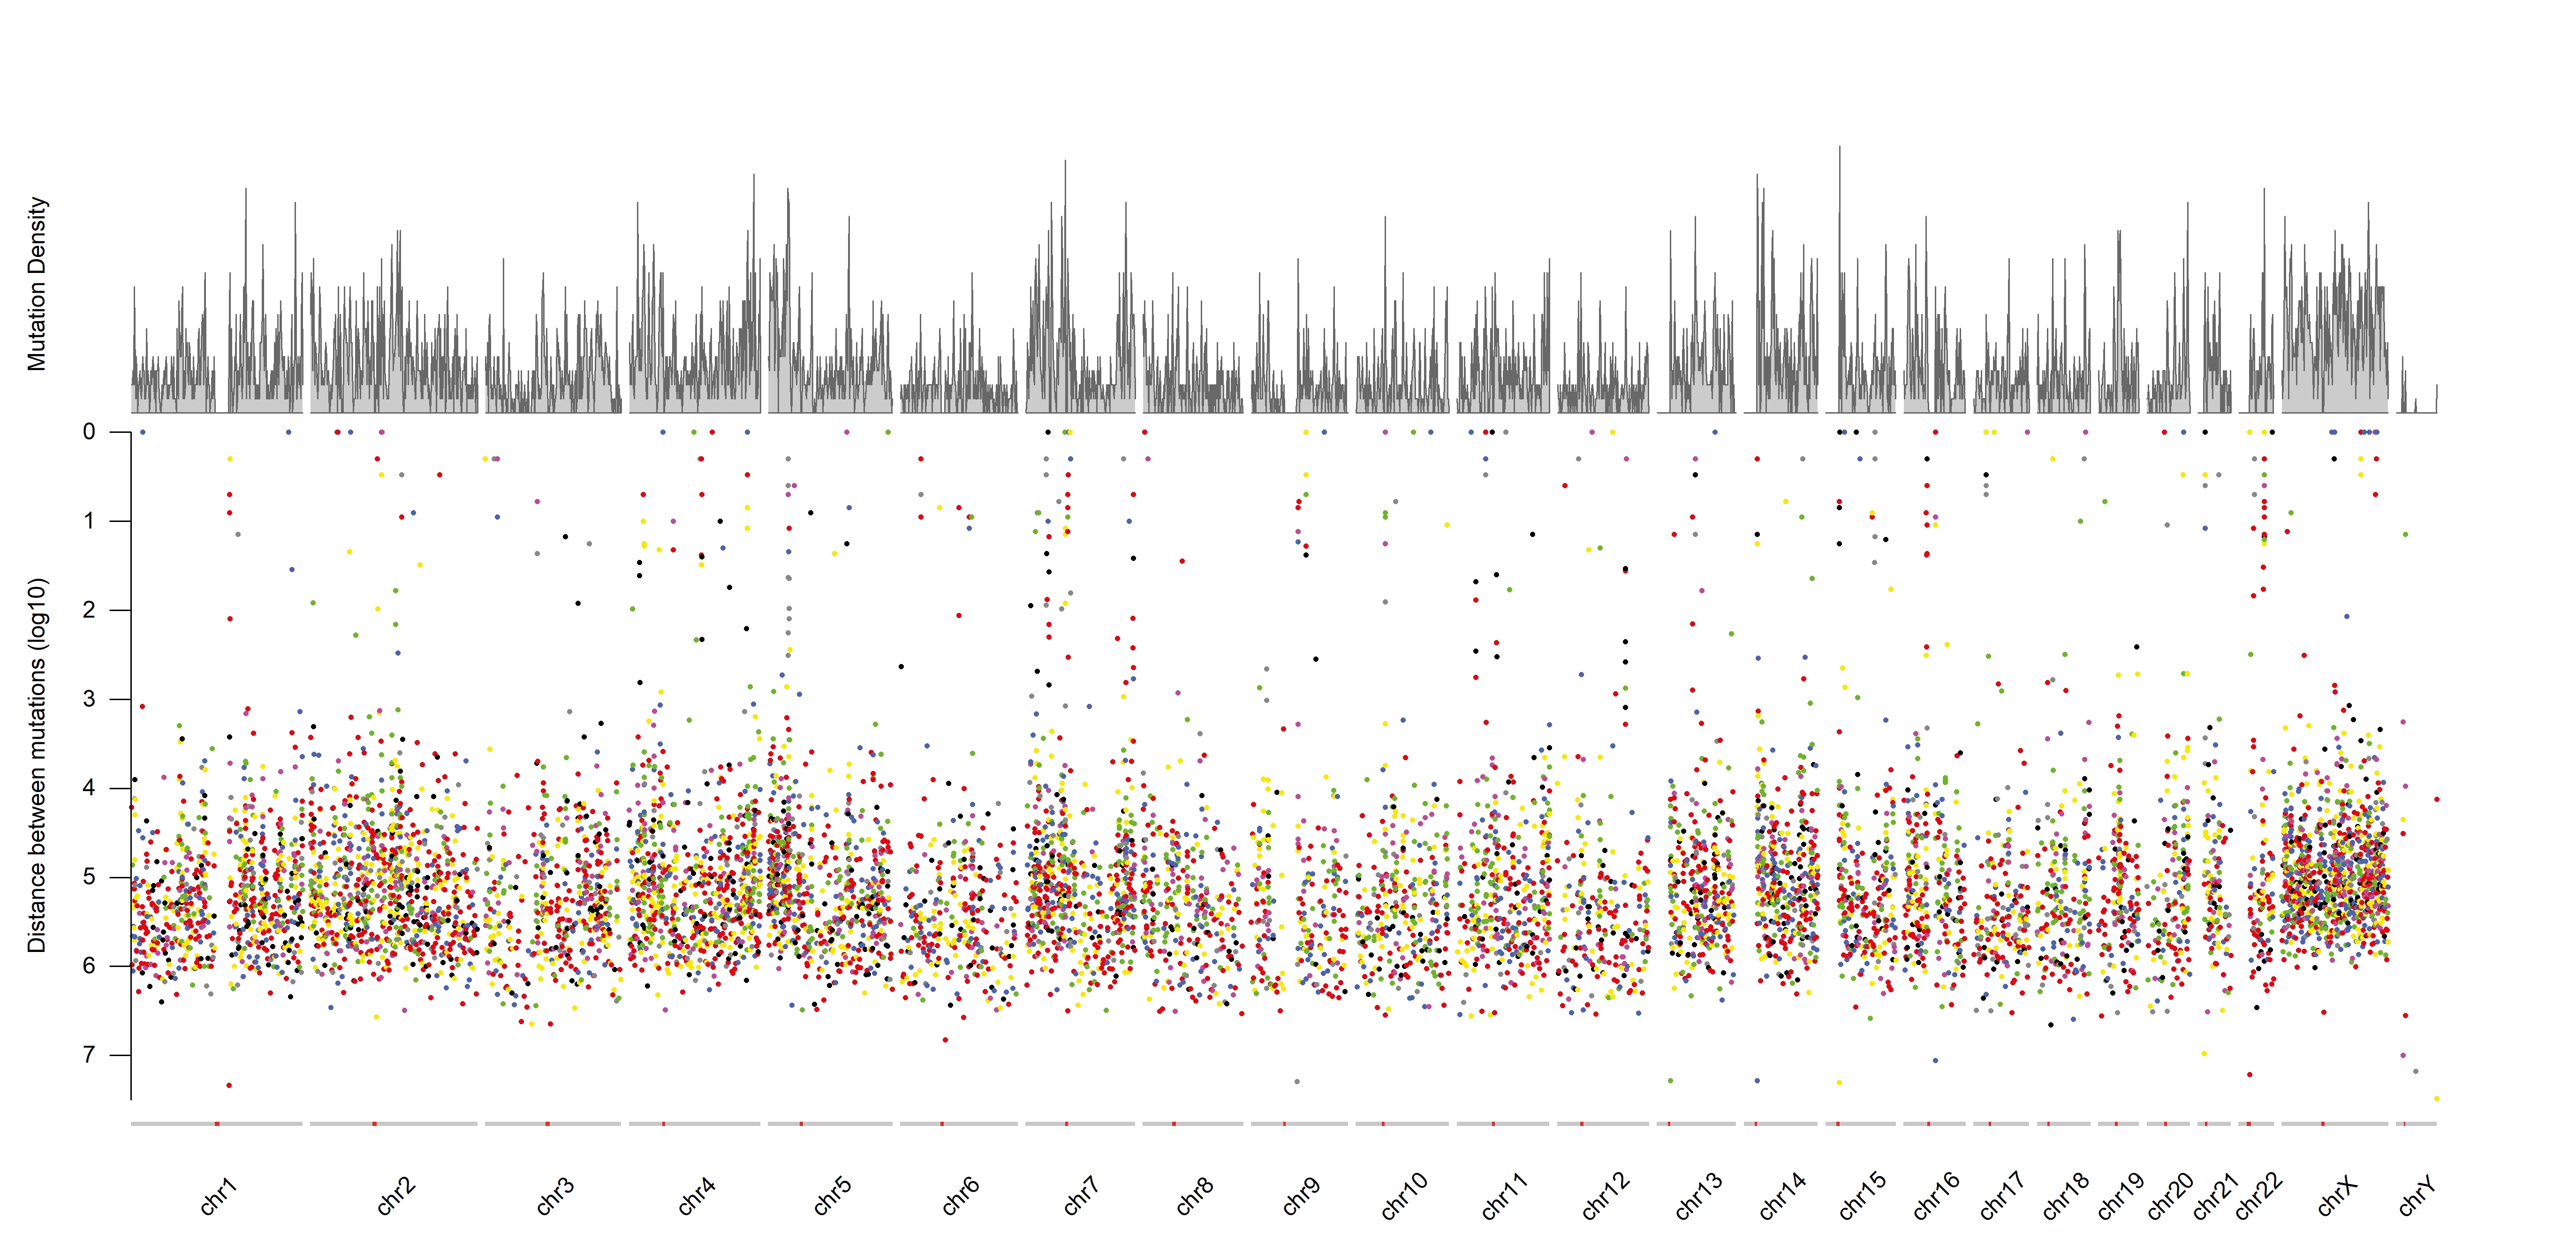 Mutation Density
Distance between mutations (log10)
0
1
2
3
4
5
6
7
chr1 chr2 chr3 chr4 chr5 chr6 chr7 chr8 chr9 chr10 chr11 chr12 chr13 chr14 chr15 chr16 chr17 chr18 chr19 chr20 chr21 chr22 chrX chrY